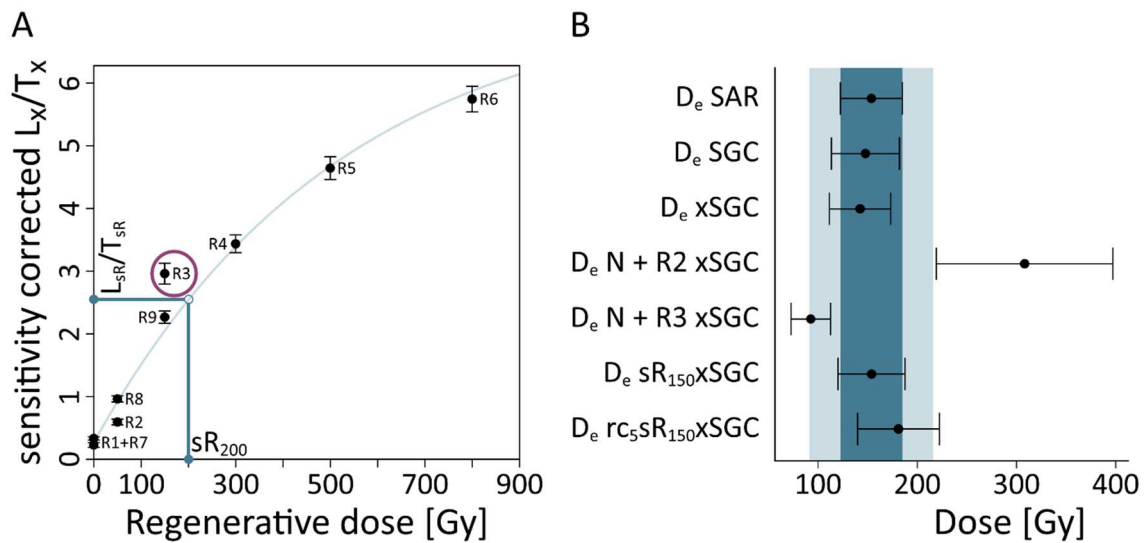 A
sensitivity corrected Lₓ/Tₓ
6
5
4
3
2
1
0
R6
R5
R4
R3
L_sR/T_sR
R9
R8
R2
R1+R7
sR₂₀₀
0 100 300 500 700 900
Regenerative dose [Gy]
B
Dₑ SAR
Dₑ SGC
Dₑ xSGC
Dₑ N + R2 xSGC
Dₑ N + R3 xSGC
Dₑ sR₁₅₀xSGC
Dₑ rc₅sR₁₅₀xSGC
100 200 300 400
Dose [Gy]